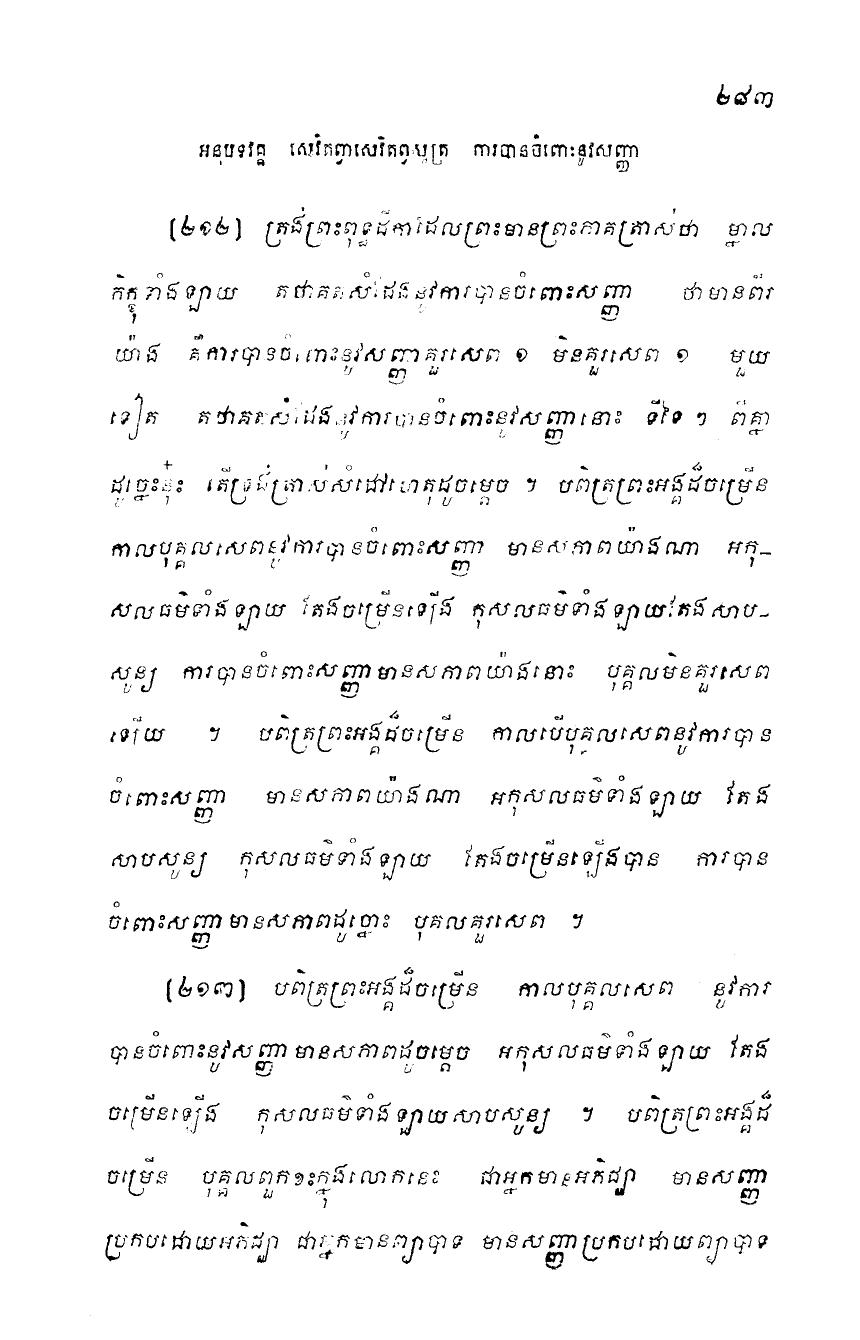 ២៨៣
អនុបទវគ្គ សេវិតព្វាសេវិតព្វសូត្រ ការបានចំពោះនូវសញ្ញា
(២១២) ត្រង់ព្រះពុទ្ធដីកាដែលព្រះមានព្រះភាគត្រាស់ថា ម្នាល
ភិក្ខុទាំងឡាយ តថាគតសំដែងនូវការបានចំពោះសញ្ញា ថាមានពីរ
យ៉ាង គឺការបានចំពោះនូវសញ្ញាគួរសេព ១ មិនគួរសេព ១ មួយ
ទៀត តថាគតសំដែងនូវការបានចំពោះនូវសញ្ញានោះ ទីទៃ ៗ ពីគ្នា
ដូច្នេះនុ៎ះ តើទ្រង់ត្រាស់សំដៅហេតុដូចម្តេច ។ បពិត្រព្រះអង្គដ៏ចម្រើន
កាលបុគ្គលសេពនូវការបានចំពោះសញ្ញា មានសភាពយ៉ាងណា អកុ-
សលធម៌ទាំងឡាយ តែងចម្រើនឡើង កុសលធម៌ទាំងឡាយតែងសាប-
សូន្យ ការបានចំពោះសញ្ញាមានសភាពយ៉ាងនោះ បុគ្គលមិនគួរសេព
ឡើយ ។ បពិត្រព្រះអង្គដ៏ចម្រើន កាលបើបុគ្គលសេពនូវការបាន
ចំពោះសញ្ញា មានសភាពយ៉ាងណា អកុសលធម៌ទាំងឡាយ តែង
សាបសូន្យ កុសលធម៌ទាំងឡាយ តែងចម្រើនឡើងបាន ការបាន
ចំពោះសញ្ញាមានសភាពដូច្នោះ បុគលគួរសេព ។
(២១៣) បពិត្រព្រះអង្គដ៏ចម្រើន កាលបុគ្គលសេព នូវការ
បានចំពោះនូវសញ្ញាមានសភាពដូចម្តេច អកុសលធម៌ទាំងឡាយ តែង
ចម្រើនឡើង កុសលធម៌ទាំងឡាយសាបសូន្យ ។ បពិត្រព្រះអង្គដ៏
ចម្រើន បុគ្គលពួកខ្លះក្នុងលោកនេះ ជាអ្នកមានអភិជ្ឈា មានសញ្ញា
ប្រកបដោយអភិជ្ឈា ជាអ្នកមានព្យាបាទ មានសញ្ញាប្រកបដោយព្យាបាទ